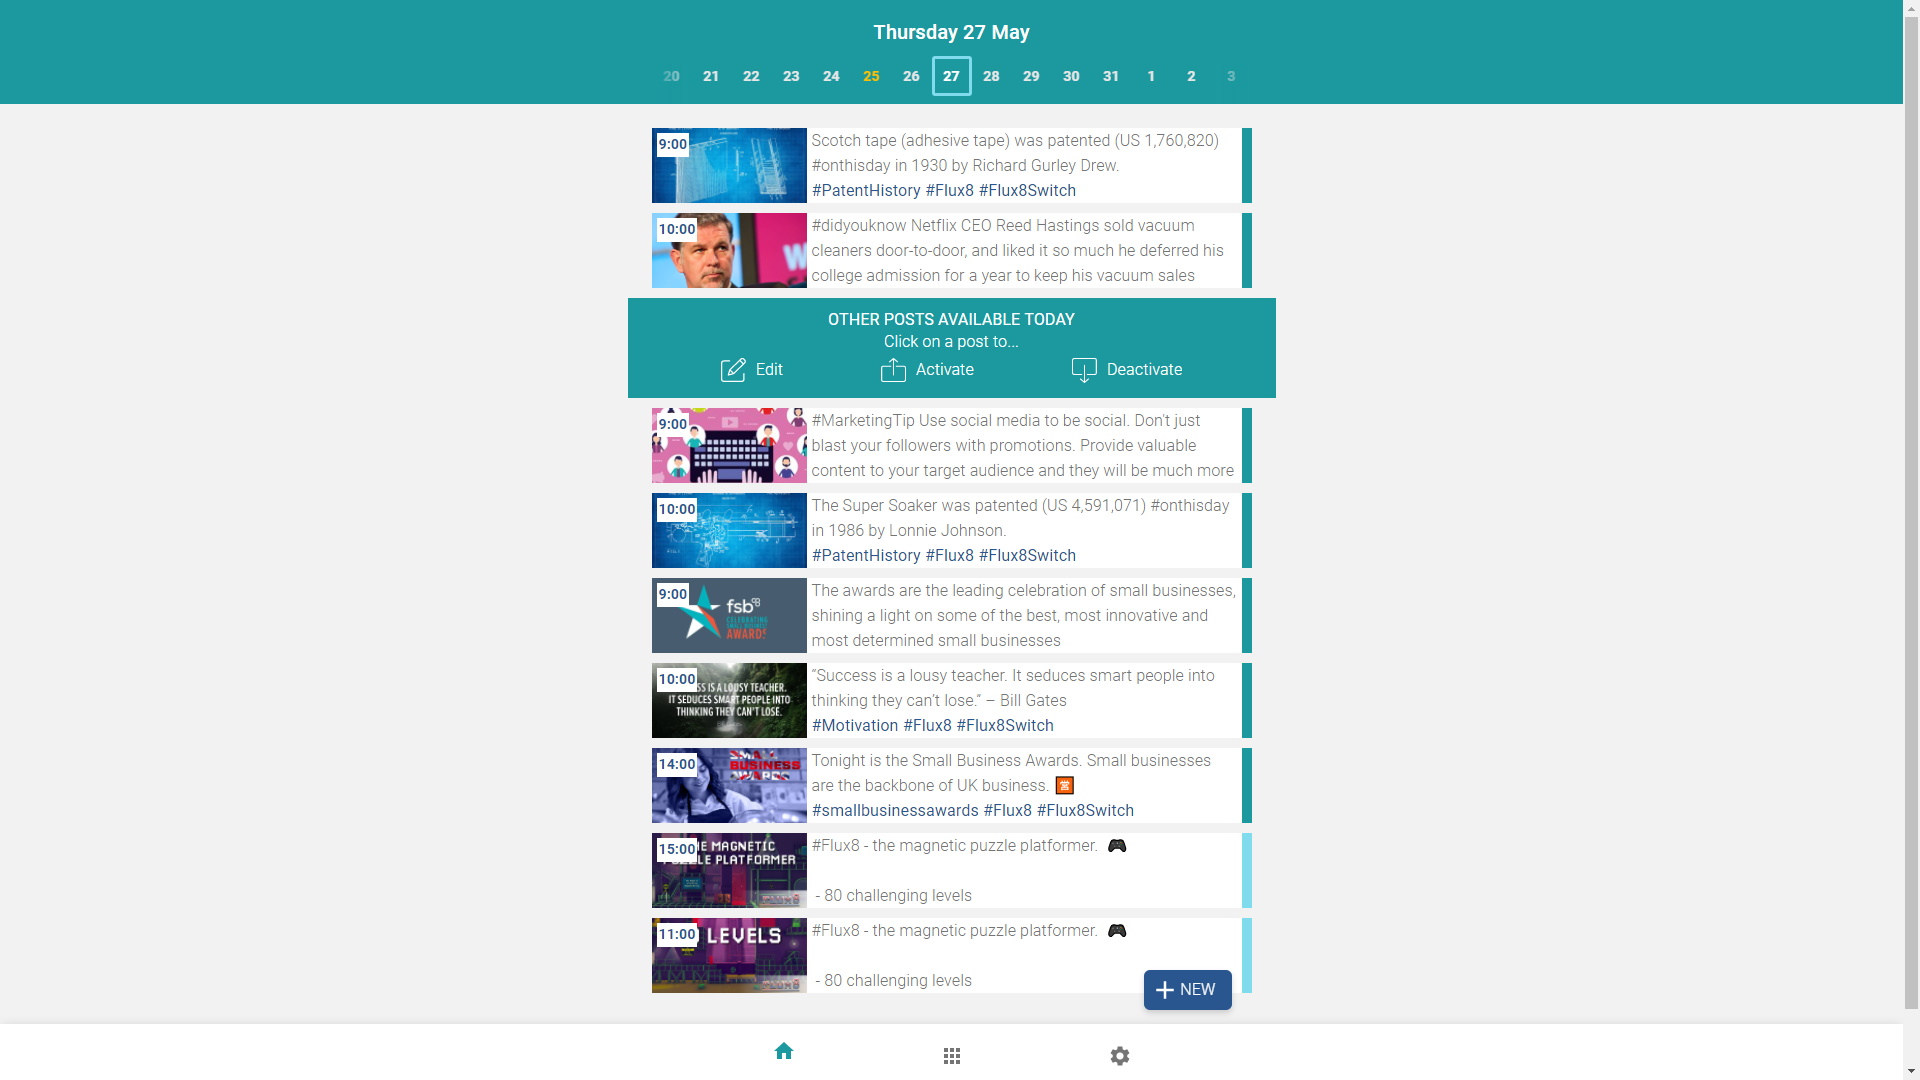 Thursday 27 May
20 21 22 23 24 25 26 27 28 29 30 31 1 2 3
9:00
Scotch tape (adhesive tape) was patented (US 1,760,820)
#onthisday in 1930 by Richard Gurley Drew.
#PatentHistory #Flux8 #Flux8Switch
10:00
#didyouknow Netflix CEO Reed Hastings sold vacuum
cleaners door-to-door, and liked it so much he deferred his
college admission for a year to keep his vacuum sales
OTHER POSTS AVAILABLE TODAY
Click on a post to...
Edit Activate Deactivate
9:00
#MarketingTip Use social media to be social. Don't just
blast your followers with promotions. Provide valuable
content to your target audience and they will be much more
10:00
The Super Soaker was patented (US 4,591,071) #onthisday
in 1986 by Lonnie Johnson.
#PatentHistory #Flux8 #Flux8Switch
9:00
fsb
CELEBRATING
SMALL BUSINESS
AWARDS
The awards are the leading celebration of small businesses,
shining a light on some of the best, most innovative and
most determined small businesses
10:00
SS IS A LOUSY TEACHER.
IT SEDUCES SMART PEOPLE INTO
THINKING THEY CAN'T LOSE.
“Success is a lousy teacher. It seduces smart people into
thinking they can’t lose.” – Bill Gates
#Motivation #Flux8 #Flux8Switch
14:00
SMALL
BUSINESS
AWARDS
Tonight is the Small Business Awards. Small businesses
are the backbone of UK business. 🈺
#smallbusinessawards #Flux8 #Flux8Switch
15:00
E MAGNETIC
LE PLATFORMER
FLUX8
#Flux8 - the magnetic puzzle platformer. 🎮
- 80 challenging levels
11:00
LEVELS
FLUX8
#Flux8 - the magnetic puzzle platformer. 🎮
- 80 challenging levels
NEW